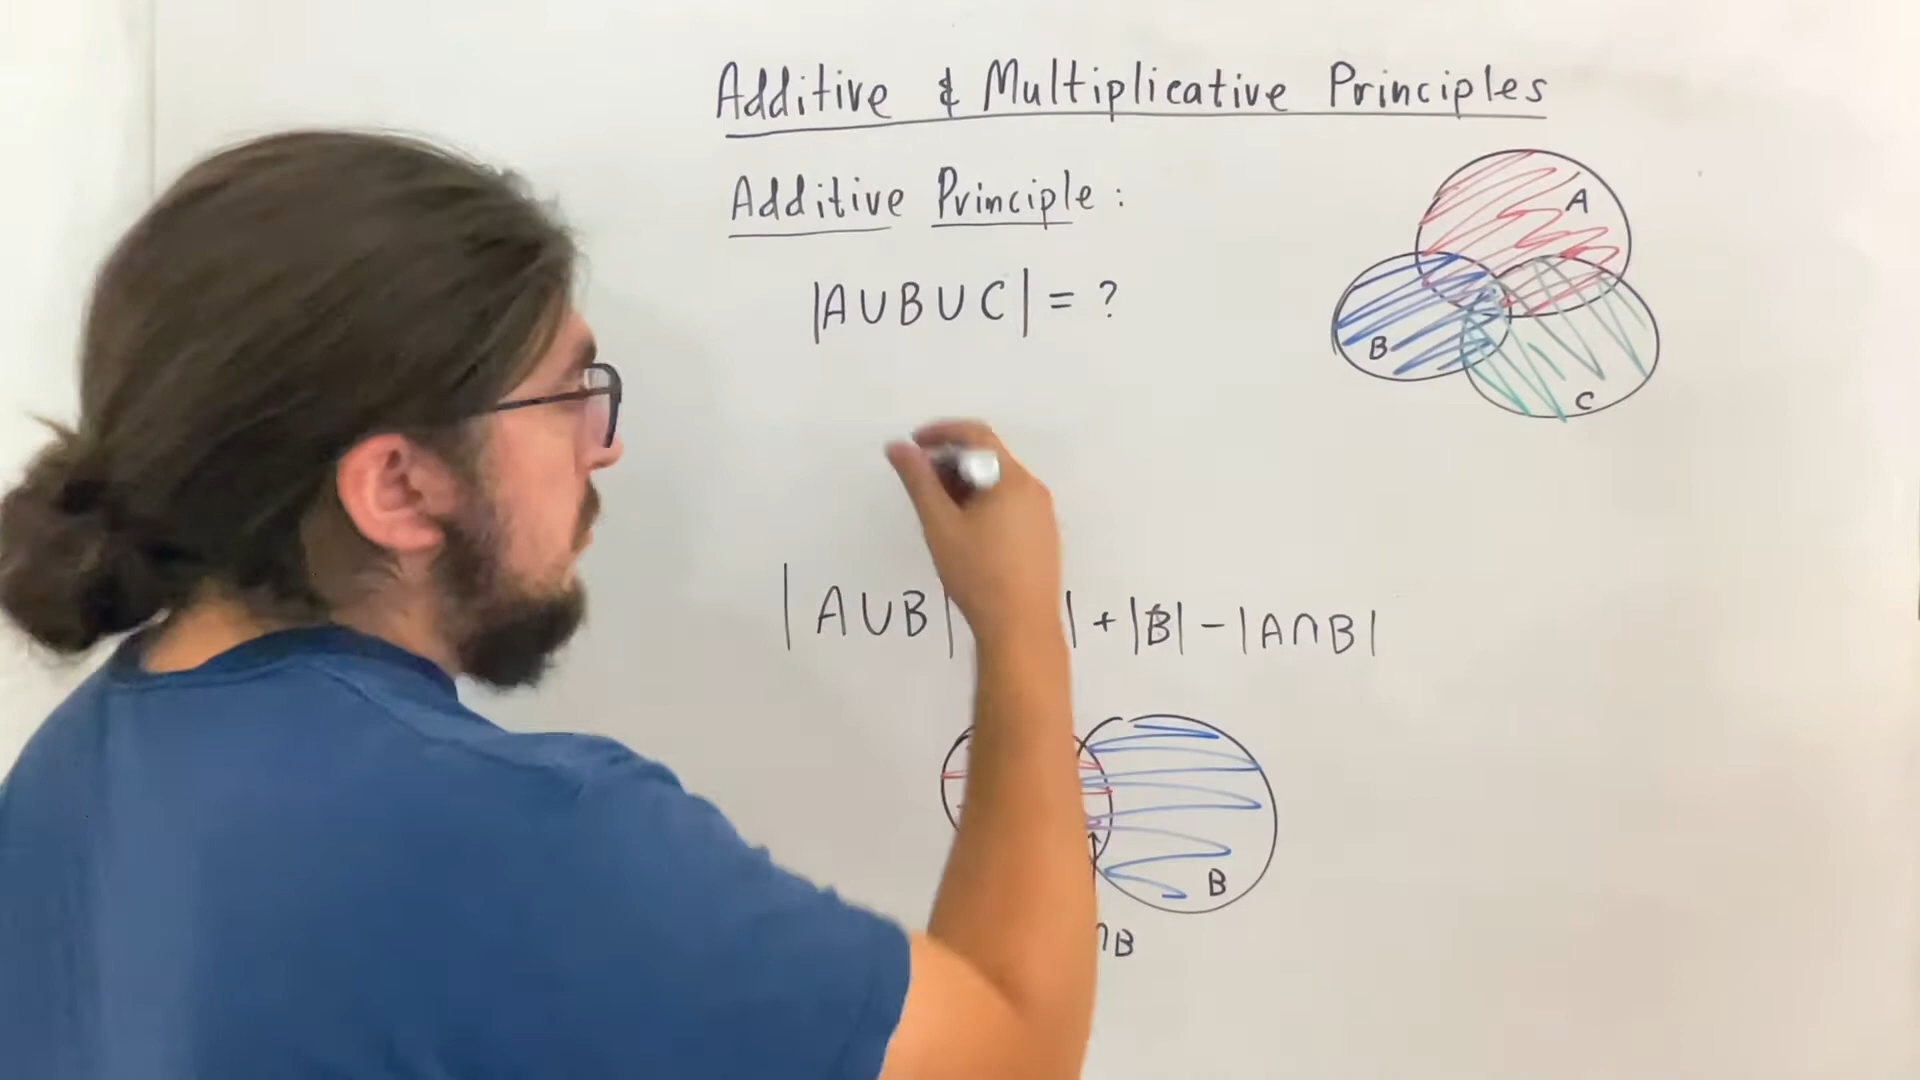 Additive & Multiplicative Principles
Additive Principle :
A
|A∪B∪C| = ?
B
C
|A∪B| | + |B| - |A∩B|
B
∩B